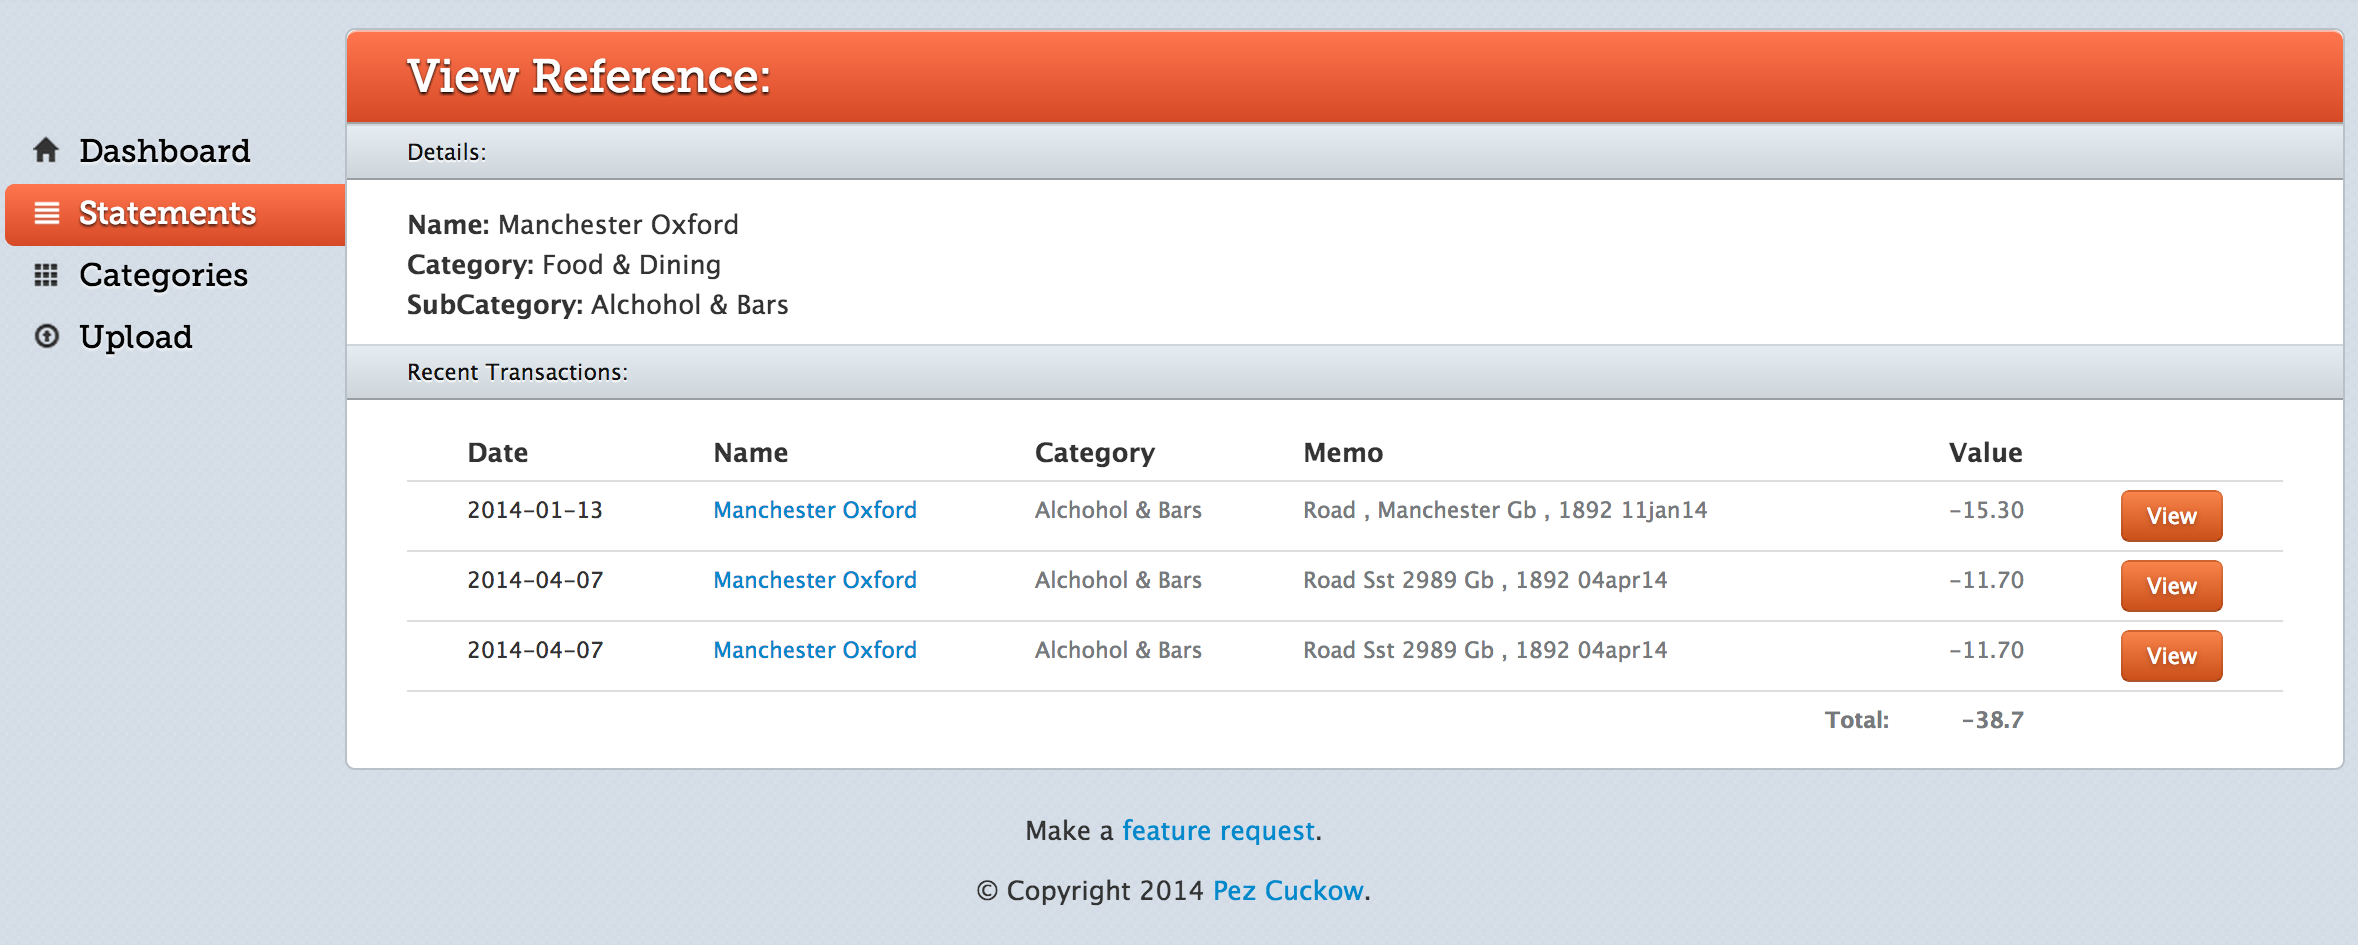 View Reference:
Dashboard
Statements
Categories
Upload
Details:
Name: Manchester Oxford
Category: Food & Dining
SubCategory: Alchohol & Bars
Recent Transactions:
Date Name Category Memo Value
2014-01-13 Manchester Oxford Alchohol & Bars Road , Manchester Gb , 1892 11jan14 -15.30 View
2014-04-07 Manchester Oxford Alchohol & Bars Road Sst 2989 Gb , 1892 04apr14 -11.70 View
2014-04-07 Manchester Oxford Alchohol & Bars Road Sst 2989 Gb , 1892 04apr14 -11.70 View
Total: -38.7
Make a feature request.
© Copyright 2014 Pez Cuckow.